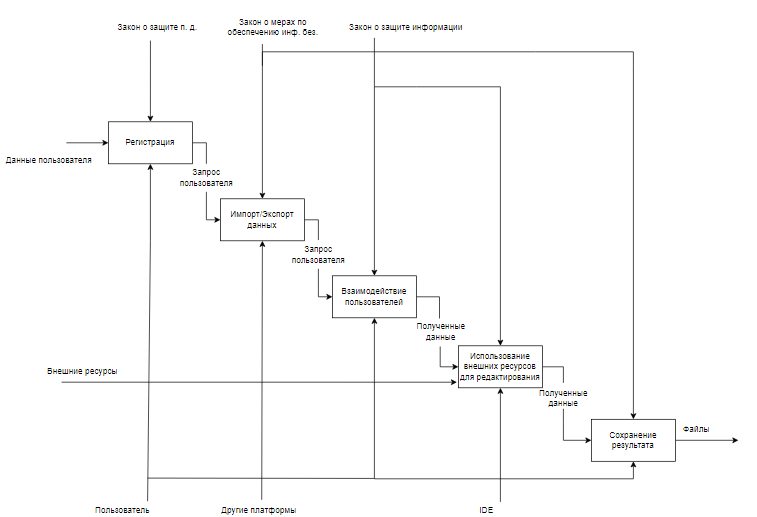 Закон о защите п. д.
Закон о мерах по
обеспечению инф. без.
Закон о защите информации
Регистрация
Данные пользователя
Запрос
пользователя
Импорт/Экспорт
данных
Запрос
пользователя
Взаимодействие
пользователей
Полученные
данные
Использование
внешних ресурсов
для редактирования
Внешние ресурсы
Полученные
данные
Сохранение
результата
Файлы
Пользователь
Другие платформы
IDE